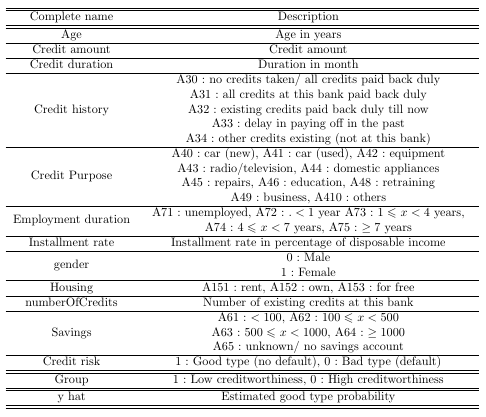 Complete name Description
Age Age in years
Credit amount Credit amount
Credit duration Duration in month
Credit history A30 : no credits taken/ all credits paid back duly
A31 : all credits at this bank paid back duly
A32 : existing credits paid back duly till now
A33 : delay in paying off in the past
A34 : other credits existing (not at this bank)
Credit Purpose A40 : car (new), A41 : car (used), A42 : equipment
A43 : radio/television, A44 : domestic appliances
A45 : repairs, A46 : education, A48 : retraining
A49 : business, A410 : others
Employment duration A71 : unemployed, A72 : . < 1 year A73 : 1 ⩽ x < 4 years,
A74 : 4 ⩽ x < 7 years, A75 : ≥ 7 years
Installment rate Installment rate in percentage of disposable income
gender 0 : Male
1 : Female
Housing A151 : rent, A152 : own, A153 : for free
numberOfCredits Number of existing credits at this bank
Savings A61 : < 100, A62 : 100 ⩽ x < 500
A63 : 500 ⩽ x < 1000, A64 : ≥ 1000
A65 : unknown/ no savings account
Credit risk 1 : Good type (no default), 0 : Bad type (default)
Group 1 : Low creditworthiness, 0 : High creditworthiness
y hat Estimated good type probability